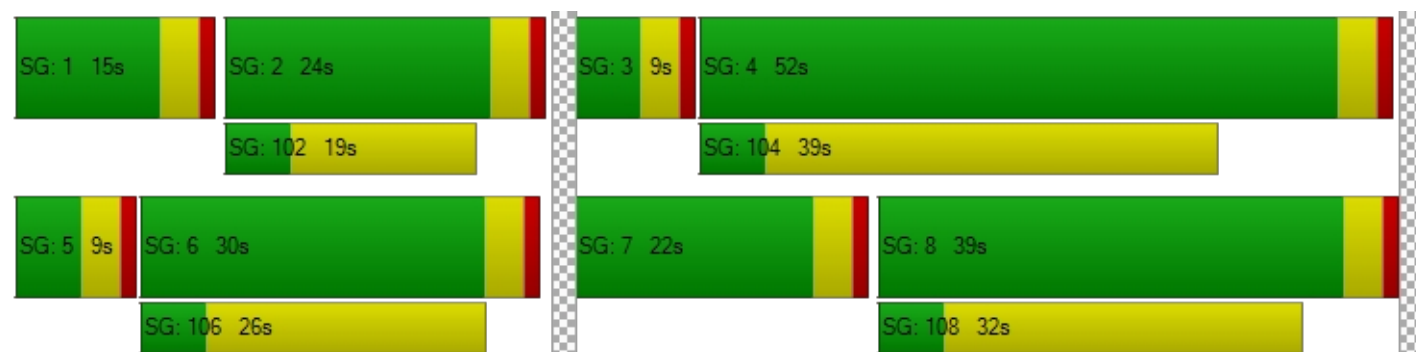 SG: 1 15s
SG: 2 24s
SG: 3 9s
SG: 4 52s
SG: 102 19s
SG: 104 39s
SG: 5 9s
SG: 6 30s
SG: 7 22s
SG: 8 39s
SG: 106 26s
SG: 108 32s